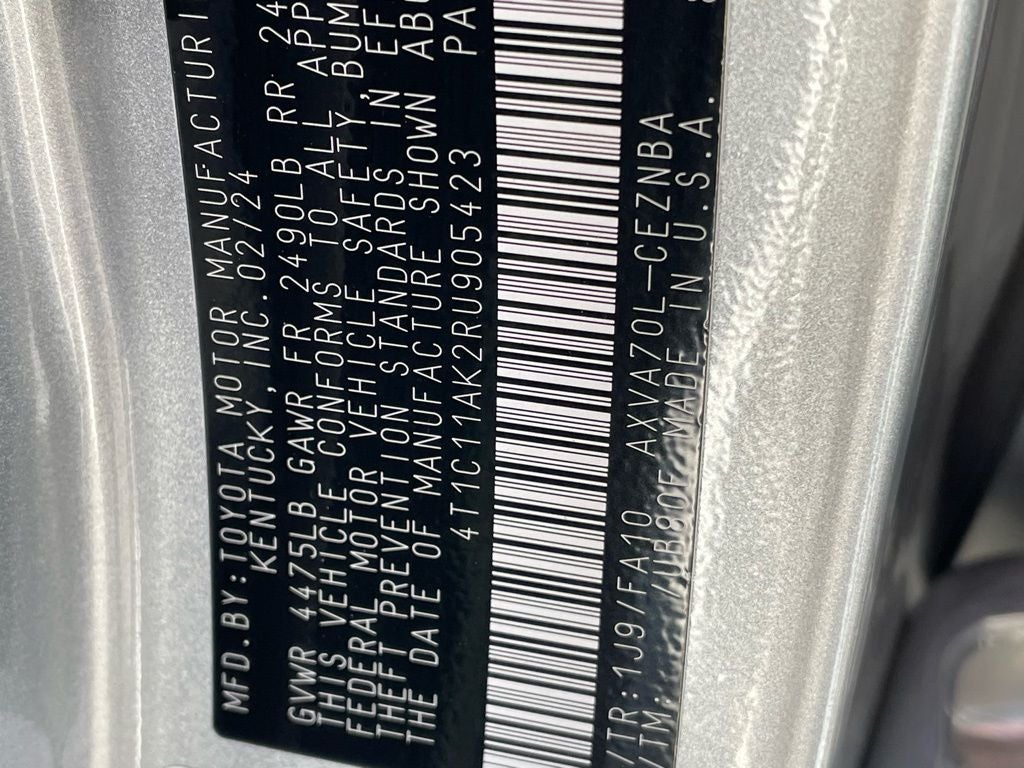 MFD.BY:TOYOTA MOTOR MANUFACTURI
KENTUCKY, INC. 02/24
GVWR 4475LB GAWR FR 2490LB RR 24
THIS VEHICLE CONFORMS TO ALL APP
FEDERAL MOTOR VEHICLE SAFETY, BUM
THEFT PREVENTION STANDARDS IN EF
THE DATE OF MANUFACTURE SHOWN ABO
4T1C11AK2RU905423 PA
/TR:1J9/FA10 AXVA70L-CEZNBA
/TM: /UB80F MADE IN U.S.A.